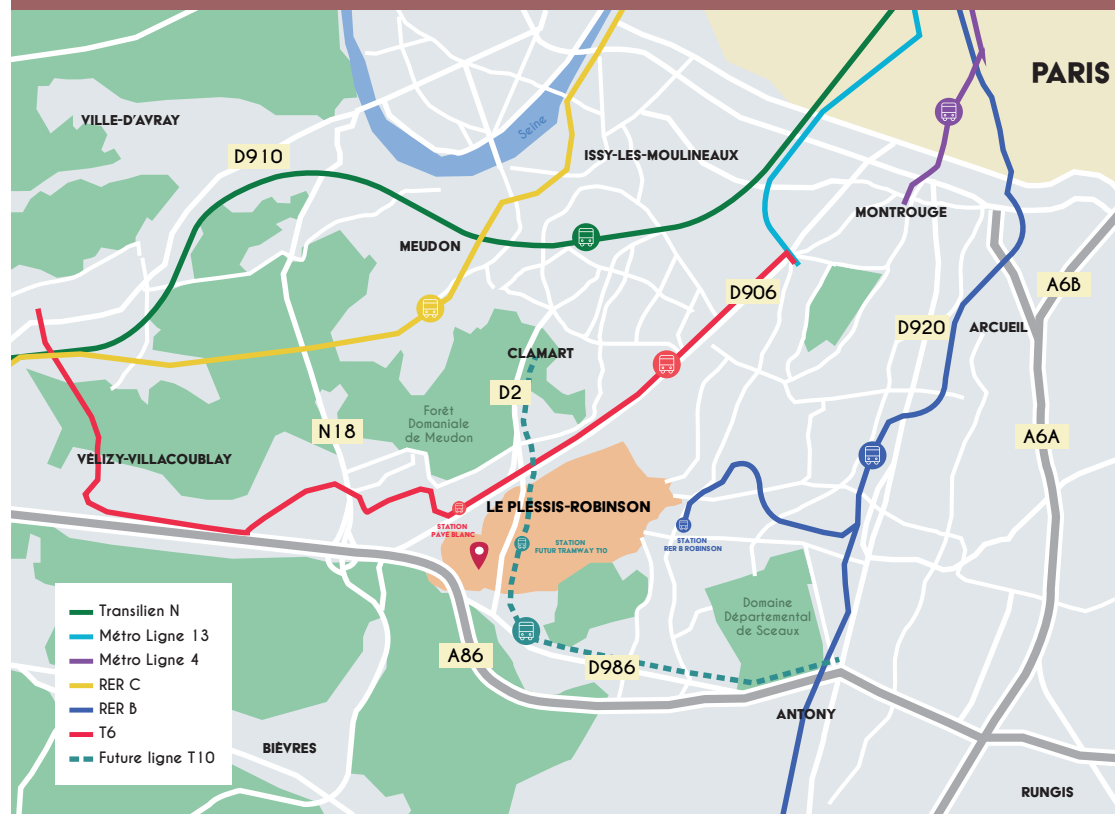 PARIS
VILLE-D'AVRAY
Seine
D910
ISSY-LES-MOULINEAUX
MONTROUGE
MEUDON
A6B
D906
D920
ARCUEIL
CLAMART
D2
Forêt
Domaniale
de Meudon
N18
A6A
VÉLIZY-VILLACOUBLAY
LE PLESSIS-ROBINSON
STATION
PAVÉ BLANC
STATION
FUTUR TRAMWAY T10
STATION
RER B ROBINSON
Domaine
Départemental
de Sceaux
A86
D986
ANTONY
BIÈVRES
RUNGIS
Transilien N
Métro Ligne 13
Métro Ligne 4
RER C
RER B
T6
Future ligne T10